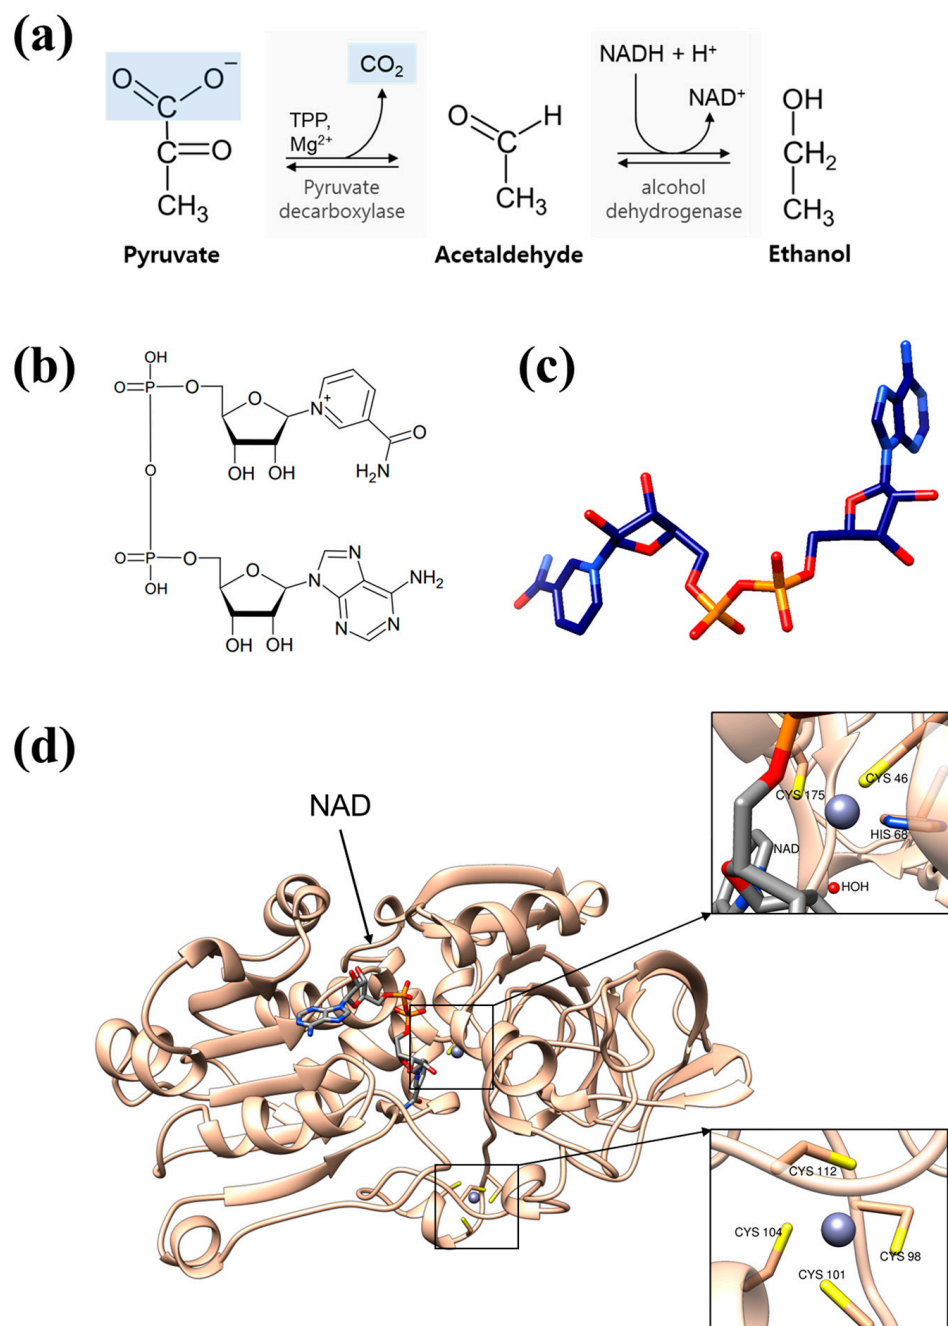 (a)
O
O⁻
C
C
O
CH₃
Pyruvate
CO₂
TPP,
Mg²⁺
Pyruvate
decarboxylase
O
H
C
CH₃
Acetaldehyde
NADH + H⁺
NAD⁺
alcohol
dehydrogenase
OH
CH₂
CH₃
Ethanol
(b)
OH
O
P
O
O
N⁺
O
H₂N
OH
OH
O
O
P
O
OH
O
N
N
N
N
NH₂
OH
OH
(c)
(d)
NAD
CYS 46
CYS 175
HIS 68
NAD
HOH
CYS 112
CYS 104
CYS 98
CYS 101